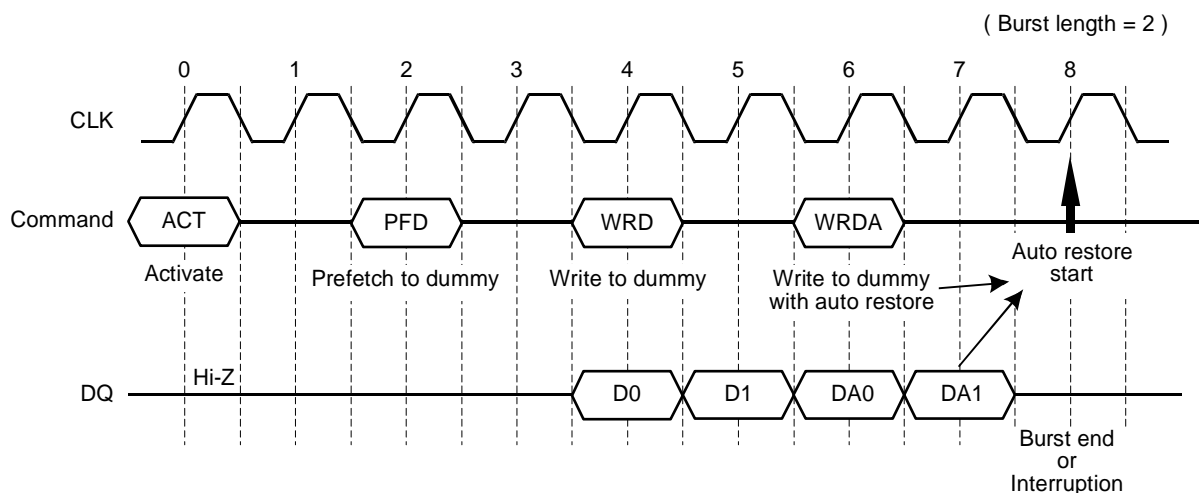 ( Burst length = 2 )
0 1 2 3 4 5 6 7 8
CLK
Command ACT PFD WRD WRDA
Activate Prefetch to dummy Write to dummy Write to dummy
with auto restore
Auto restore
start
Hi-Z
DQ D0 D1 DA0 DA1
Burst end
or
Interruption